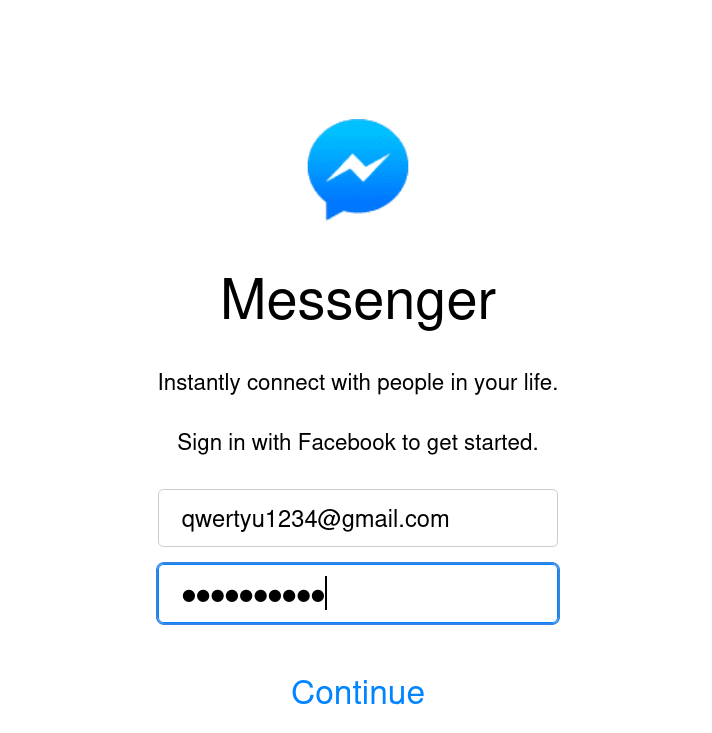 Messenger
Instantly connect with people in your life.
Sign in with Facebook to get started.
qwertyu1234@gmail.com
••••••••••
Continue